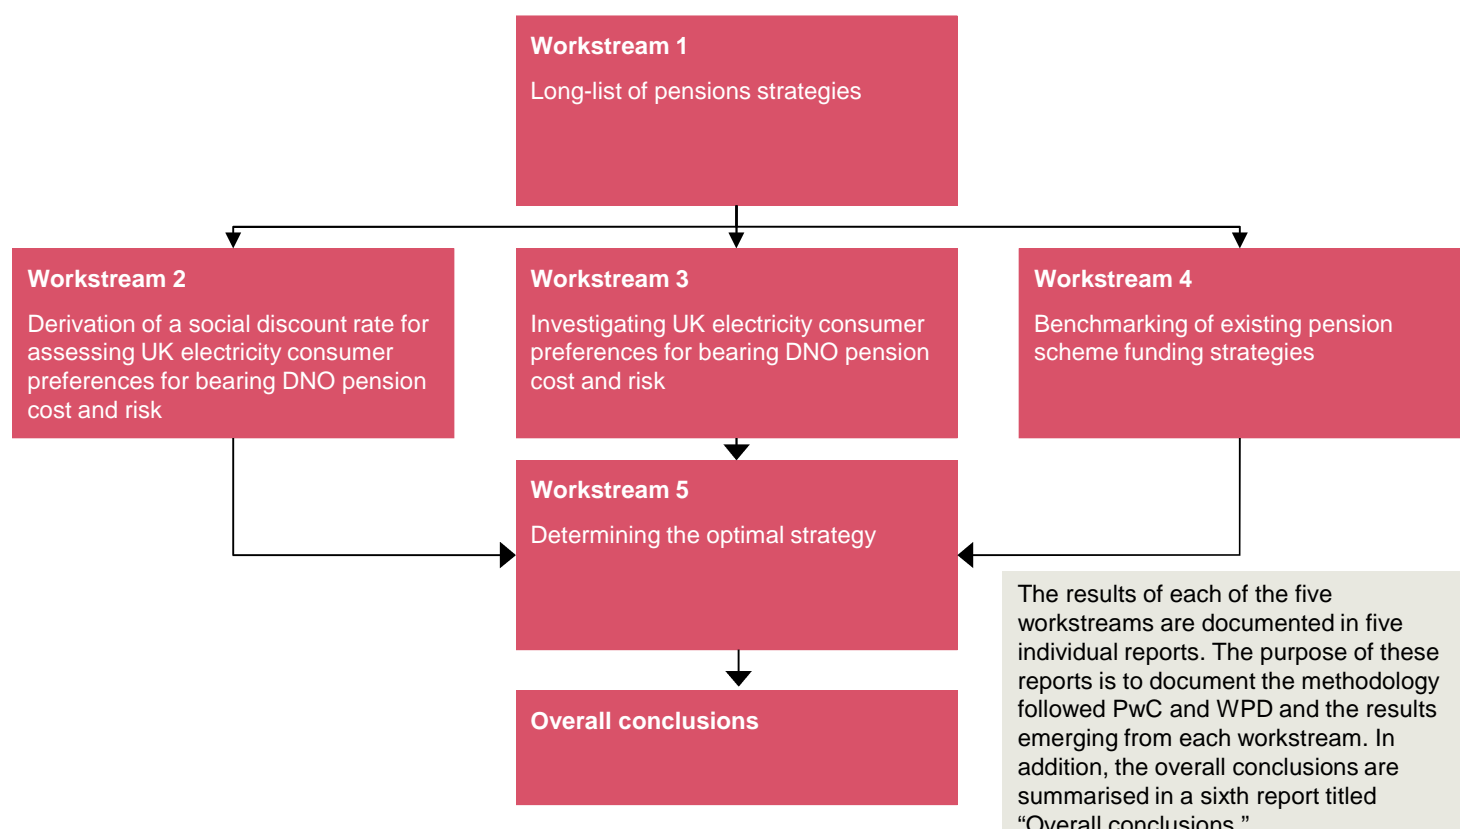 Workstream 1
Long-list of pensions strategies
Workstream 2
Derivation of a social discount rate for
assessing UK electricity consumer
preferences for bearing DNO pension
cost and risk
Workstream 3
Investigating UK electricity consumer
preferences for bearing DNO pension
cost and risk
Workstream 4
Benchmarking of existing pension
scheme funding strategies
Workstream 5
Determining the optimal strategy
The results of each of the five
workstreams are documented in five
individual reports. The purpose of these
reports is to document the methodology
followed PwC and WPD and the results
emerging from each workstream. In
addition, the overall conclusions are
summarised in a sixth report titled
“Overall conclusions.”
Overall conclusions